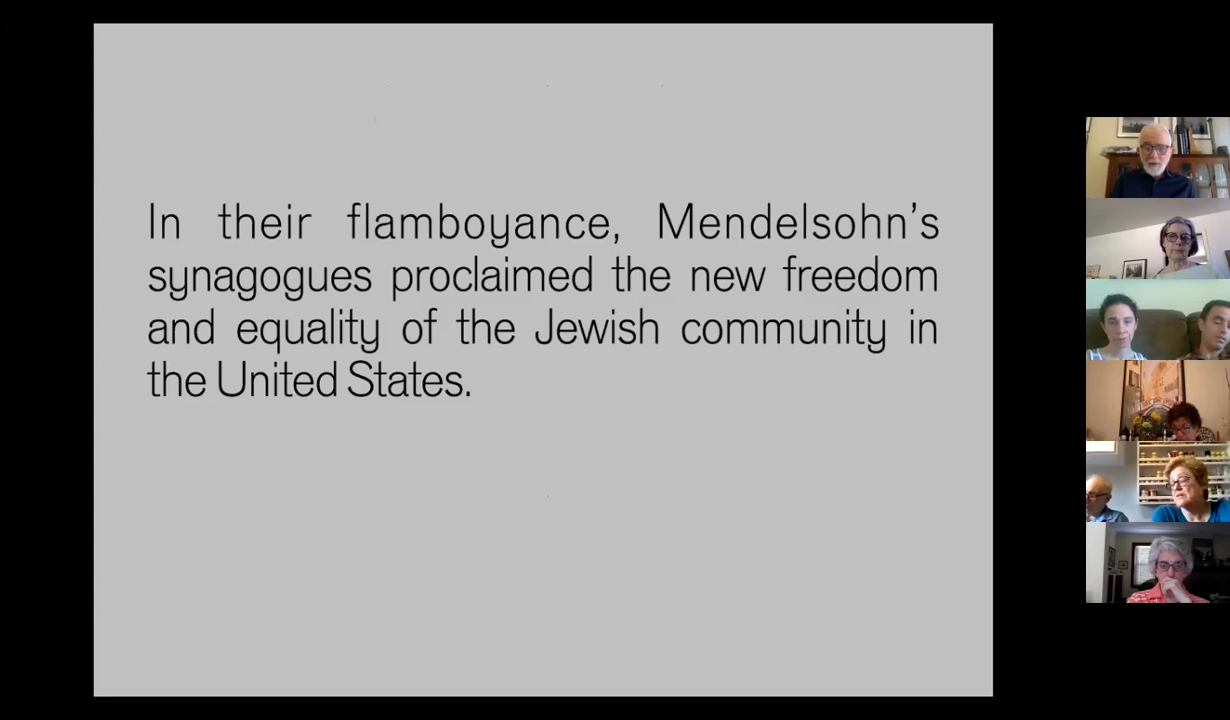 In their flamboyance, Mendelsohn’s
synagogues proclaimed the new freedom
and equality of the Jewish community in
the United States.